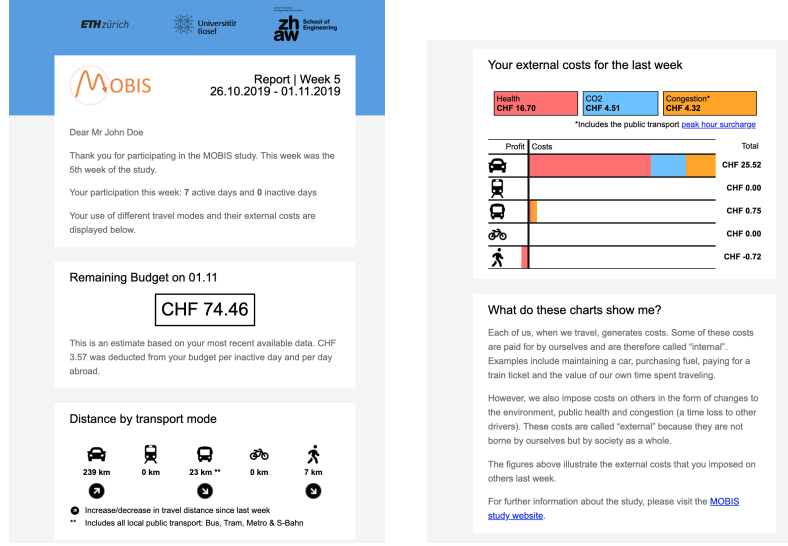 ETH zürich
Universität
Basel
zh
aw
School of
Engineering
MOBIS
Report | Week 5
26.10.2019 - 01.11.2019
Dear Mr John Doe
Thank you for participating in the MOBIS study. This week was the
5th week of the study.
Your participation this week: 7 active days and 0 inactive days
Your use of different travel modes and their external costs are
displayed below.
Remaining Budget on 01.11
CHF 74.46
This is an estimate based on your most recent available data. CHF
3.57 was deducted from your budget per inactive day and per day
abroad.
Distance by transport mode
239 km 0 km 23 km ** 0 km 7 km
Increase/decrease in travel distance since last week
** Includes all local public transport: Bus, Tram, Metro & S-Bahn
Your external costs for the last week
Health CO2 Congestion*
CHF 16.70 CHF 4.51 CHF 4.32
*Includes the public transport peak hour surcharge
Profit Costs Total
CHF 25.52
CHF 0.00
CHF 0.75
CHF 0.00
CHF -0.72
What do these charts show me?
Each of us, when we travel, generates costs. Some of these costs
are paid for by ourselves and are therefore called "internal".
Examples include maintaining a car, purchasing fuel, paying for a
train ticket and the value of our own time spent traveling.
However, we also impose costs on others in the form of changes to
the environment, public health and congestion (a time loss to other
drivers). These costs are called "external" because they are not
borne by ourselves but by society as a whole.
The figures above illustrate the external costs that you imposed on
others last week.
For further information about the study, please visit the MOBIS
study website.